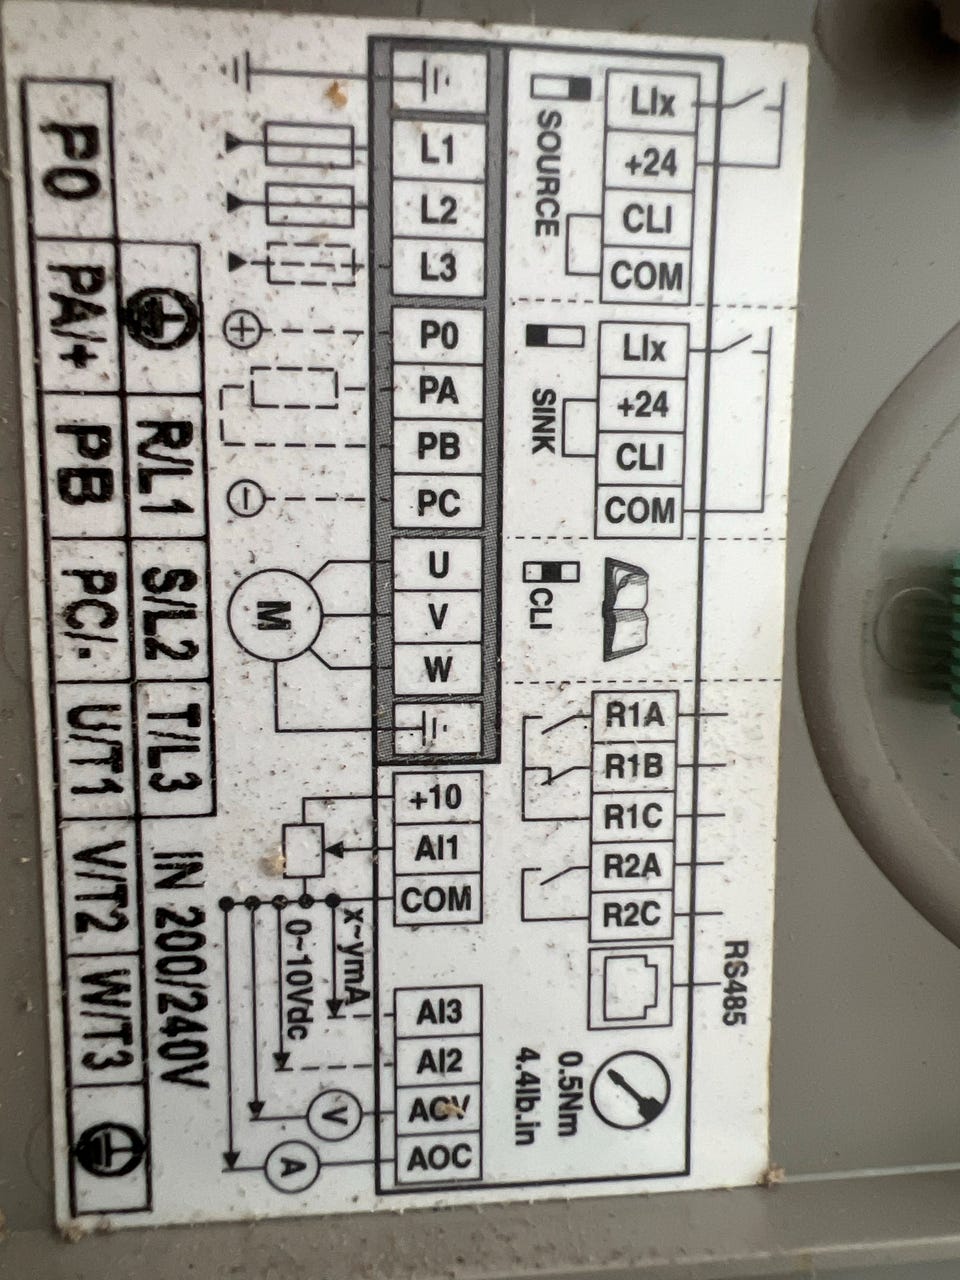 P0
PA/+
PB
PC/-
U/T1
V/T2
W/T3
R/L1
S/L2
T/L3
IN 200/240V
L1
L2
L3
P0
PA
PB
PC
U
V
W
M
+10
AI1
COM
x~ymA
0~10Vdc
AI3
AI2
AOV
AOC
V
A
SOURCE
LIx
+24
CLI
COM
SINK
LIx
+24
CLI
COM
CLI
R1A
R1B
R1C
R2A
R2C
RS485
0.5Nm
4.4lb.in